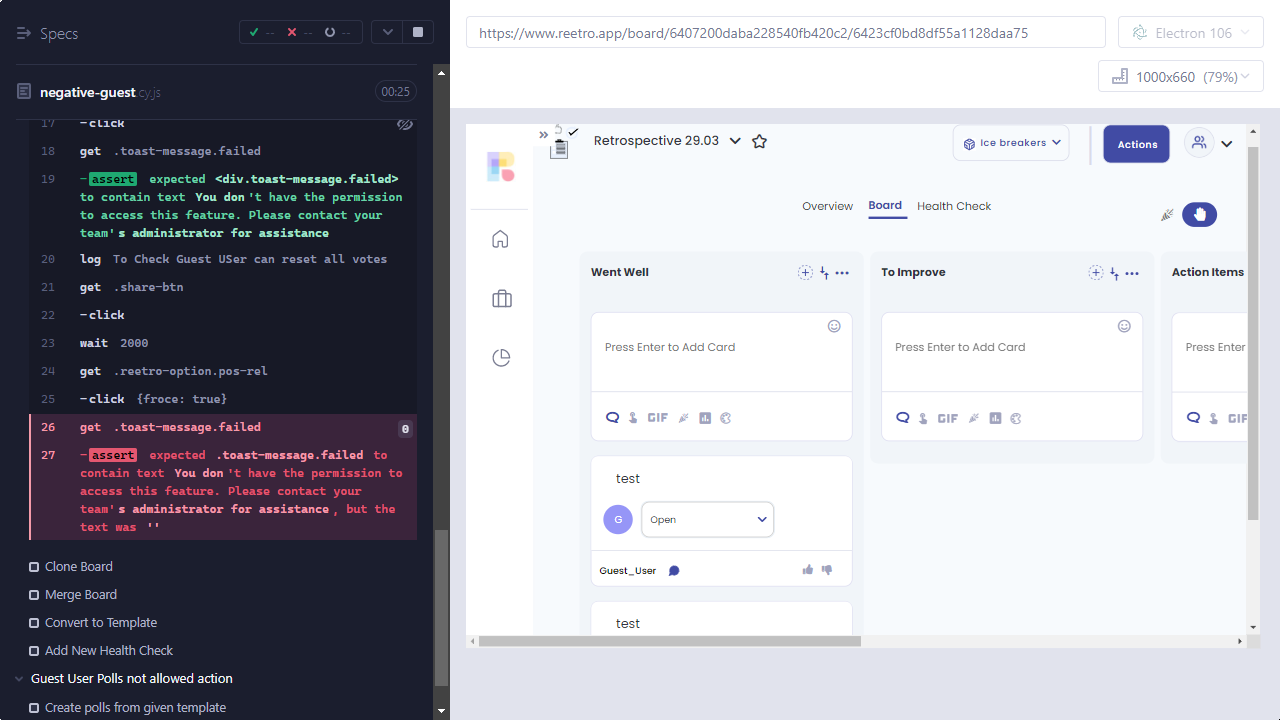 Specs
-- -- --
negative-guest.cy.js
00:25
17 -click
18 get .toast-message.failed
19 -assert expected <div.toast-message.failed>
to contain text You don't have the permission
to access this feature. Please contact your
team's administrator for assistance
20 log To Check Guest USer can reset all votes
21 get .share-btn
22 -click
23 wait 2000
24 get .reetro-option.pos-rel
25 -click {froce: true}
26 get .toast-message.failed 0
27 -assert expected .toast-message.failed to
contain text You don't have the permission to
access this feature. Please contact your
team's administrator for assistance, but the
text was ''
Clone Board
Merge Board
Convert to Template
Add New Health Check
Guest User Polls not allowed action
Create polls from given template
https://www.reetro.app/board/6407200daba228540fb420c2/6423cf0bd8df55a1128daa75
Electron 106
1000x660 (79%)
Retrospective 29.03
Ice breakers
Actions
Overview Board Health Check
Went Well
Press Enter to Add Card
GIF
test
G
Open
Guest_User
test
To Improve
Press Enter to Add Card
GIF
Action Items
Press Enter
GIF